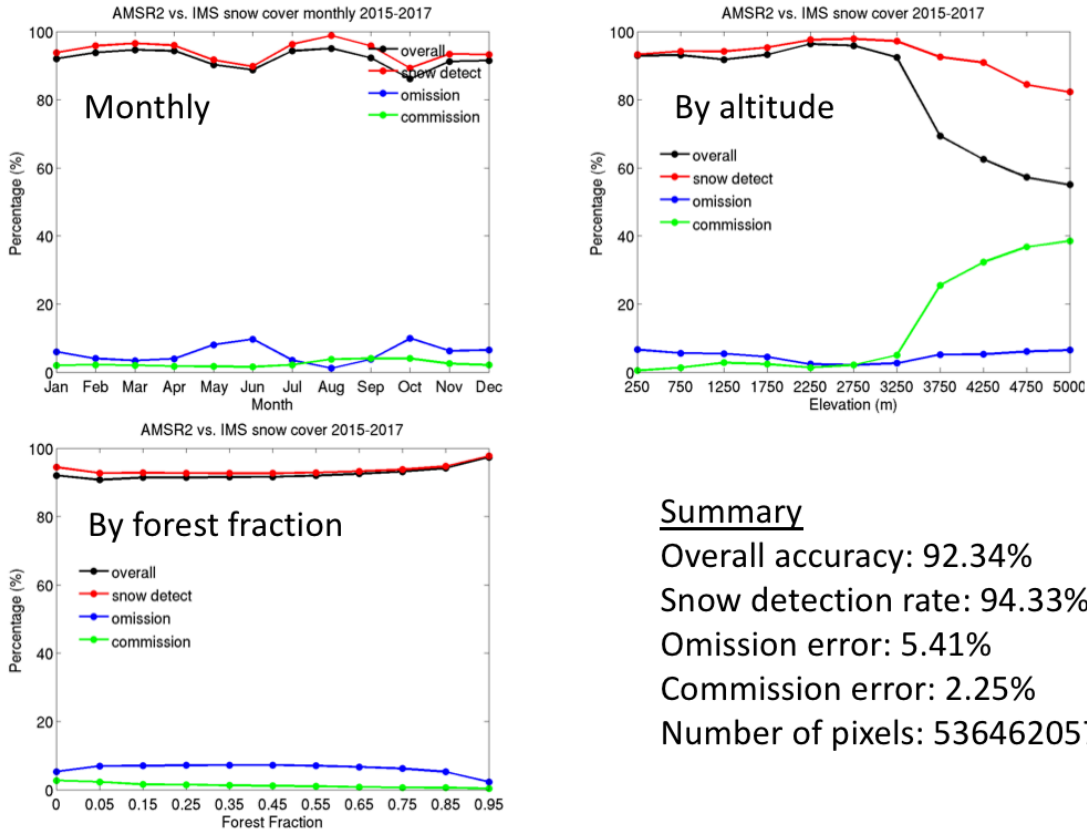 AMSR2 vs. IMS snow cover monthly 2015-2017
100
80
60
40
20
0
Percentage (%)
Monthly
overall
snow detect
omission
commission
Jan Feb Mar Apr May Jun Jul Aug Sep Oct Nov Dec
Month
AMSR2 vs. IMS snow cover 2015-2017
100
80
60
40
20
0
Percentage (%)
By altitude
overall
snow detect
omission
commission
250 750 1250 1750 2250 2750 3250 3750 4250 4750 5000
Elevation (m)
AMSR2 vs. IMS snow cover 2015-2017
100
80
60
40
20
0
Percentage (%)
By forest fraction
overall
snow detect
omission
commission
0 0.05 0.15 0.25 0.35 0.45 0.55 0.65 0.75 0.85 0.95
Forest Fraction
Summary
Overall accuracy: 92.34%
Snow detection rate: 94.33%
Omission error: 5.41%
Commission error: 2.25%
Number of pixels: 536462057